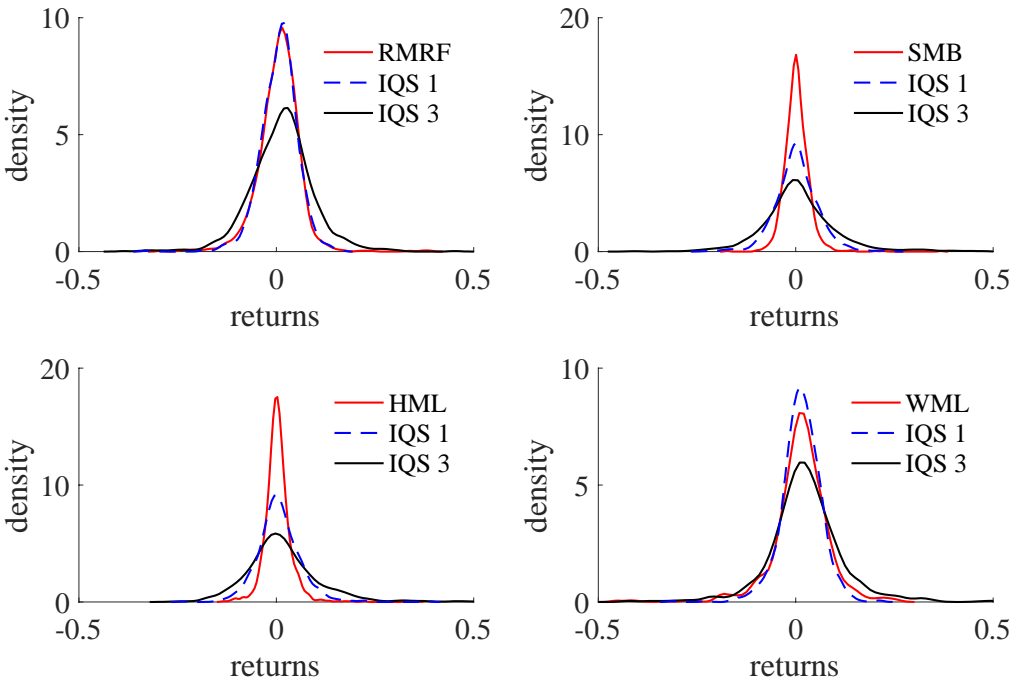 10
5
0
-0.5
0
0.5
density
returns
RMRF
IQS 1
IQS 3
20
10
0
-0.5
0
0.5
density
returns
SMB
IQS 1
IQS 3
20
10
0
-0.5
0
0.5
density
returns
HML
IQS 1
IQS 3
10
5
0
-0.5
0
0.5
density
returns
WML
IQS 1
IQS 3